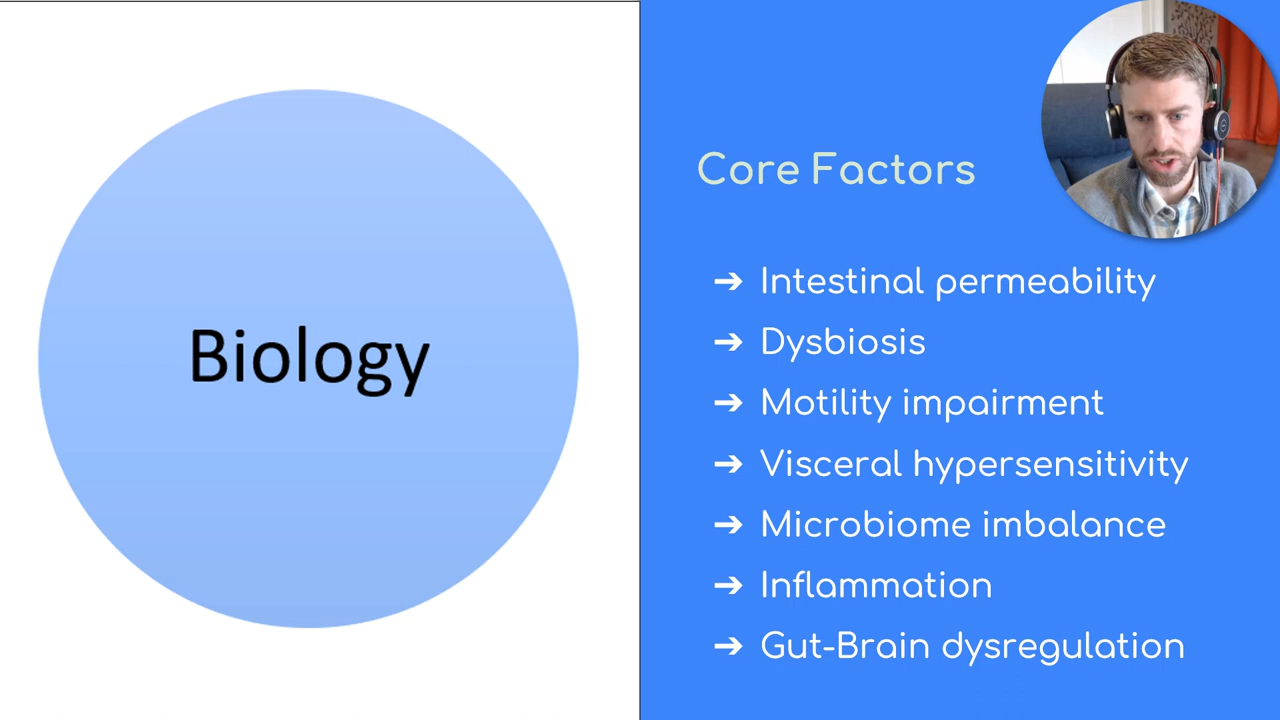 Biology
Core Factors
➔ Intestinal permeability
➔ Dysbiosis
➔ Motility impairment
➔ Visceral hypersensitivity
➔ Microbiome imbalance
➔ Inflammation
➔ Gut-Brain dysregulation